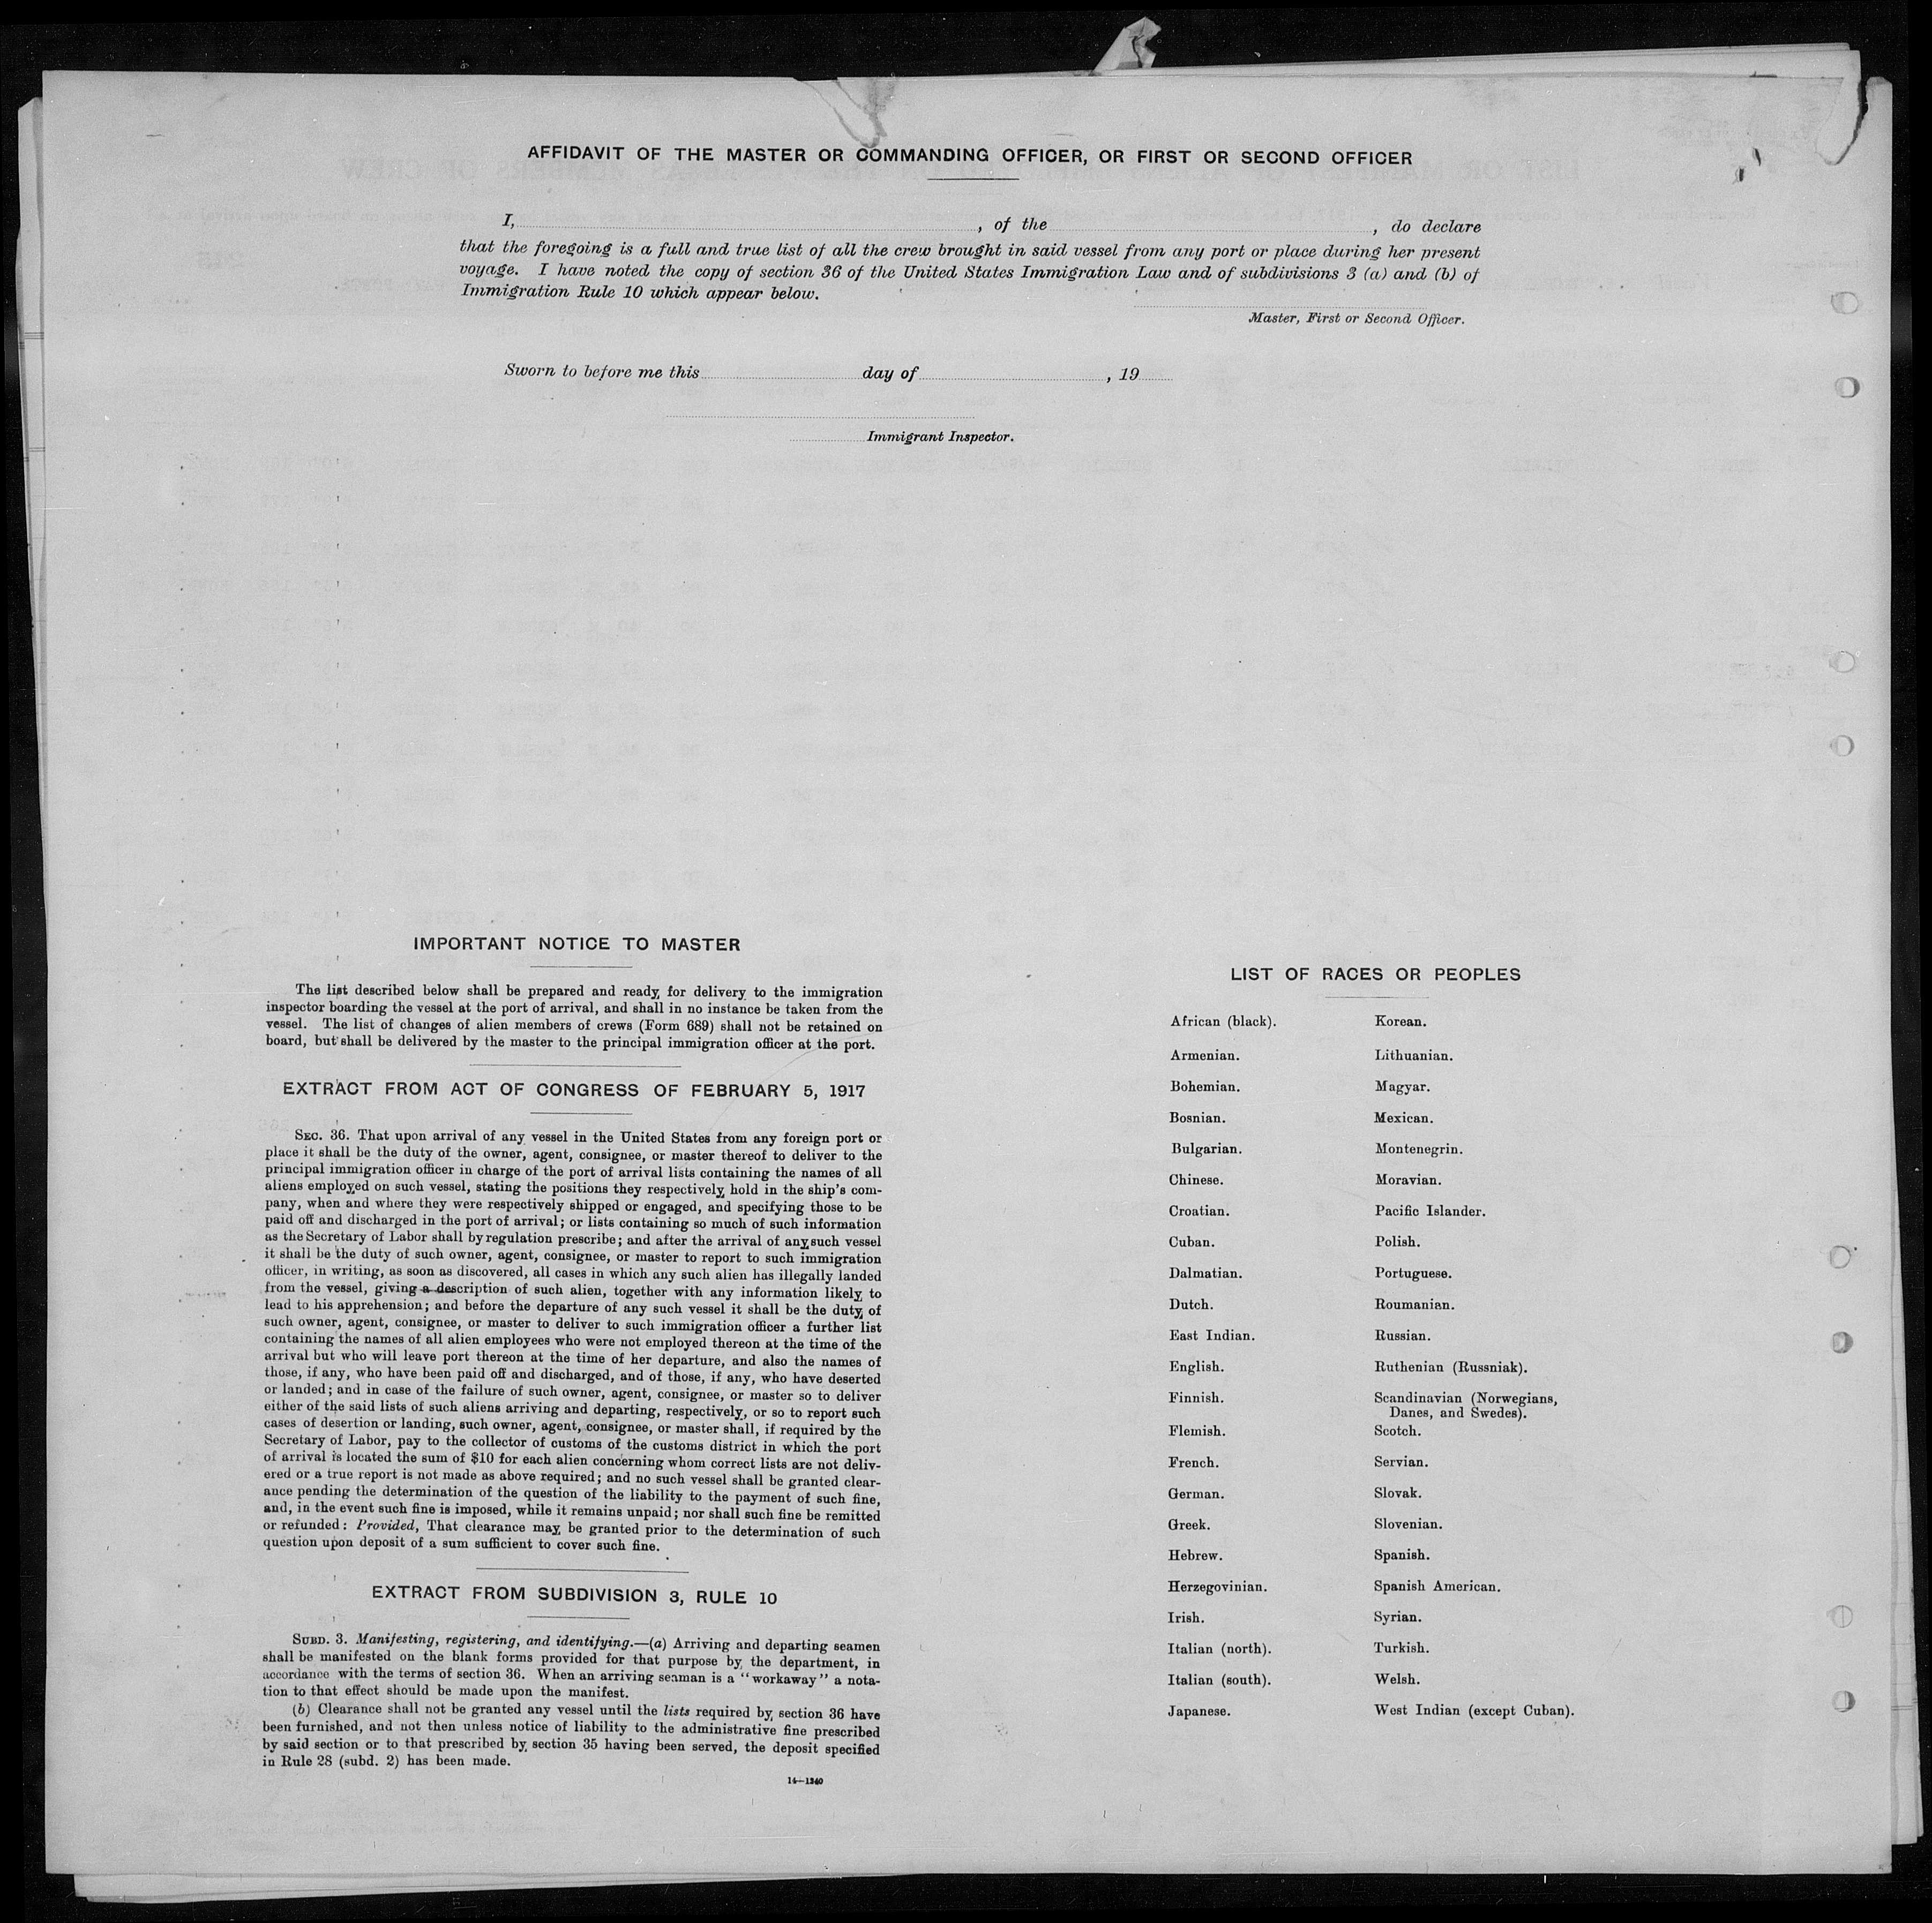 AFFIDAVIT OF THE MASTER OR COMMANDING OFFICER, OR FIRST OR SECOND OFFICER
I, , of the , do declare
that the foregoing is a full and true list of all the crew brought in said vessel from any port or place during her present
voyage. I have noted the copy of section 36 of the United States Immigration Law and of subdivisions 3 (a) and (b) of
Immigration Rule 10 which appear below.
Master, First or Second Officer.
Sworn to before me this day of , 19
Immigrant Inspector.
IMPORTANT NOTICE TO MASTER
The list described below shall be prepared and ready for delivery to the immigration
inspector boarding the vessel at the port of arrival, and shall in no instance be taken from the
vessel. The list of changes of alien members of crews (Form 689) shall not be retained on
board, but shall be delivered by the master to the principal immigration officer at the port.
EXTRACT FROM ACT OF CONGRESS OF FEBRUARY 5, 1917
SEC. 36. That upon arrival of any vessel in the United States from any foreign port or
place it shall be the duty of the owner, agent, consignee, or master thereof to deliver to the
principal immigration officer in charge of the port of arrival lists containing the names of all
aliens employed on such vessel, stating the positions they respectively hold in the ship's com-
pany, when and where they were respectively shipped or engaged, and specifying those to be
paid off and discharged in the port of arrival; or lists containing so much of such information
as the Secretary of Labor shall by regulation prescribe; and after the arrival of any such vessel
it shall be the duty of such owner, agent, consignee, or master to report to such immigration
officer, in writing, as soon as discovered, all cases in which any such alien has illegally landed
from the vessel, giving a description of such alien, together with any information likely to
lead to his apprehension; and before the departure of any such vessel it shall be the duty of
such owner, agent, consignee, or master to deliver to such immigration officer a further list
containing the names of all alien employees who were not employed thereon at the time of the
arrival but who will leave port thereon at the time of her departure, and also the names of
those, if any, who have been paid off and discharged, and of those, if any, who have deserted
or landed; and in case of the failure of such owner, agent, consignee, or master so to deliver
either of the said lists of such aliens arriving and departing, respectively, or so to report such
cases of desertion or landing, such owner, agent, consignee, or master shall, if required by the
Secretary of Labor, pay to the collector of customs of the customs district in which the port
of arrival is located the sum of $10 for each alien concerning whom correct lists are not deliv-
ered or a true report is not made as above required; and no such vessel shall be granted clear-
ance pending the determination of the question of the liability to the payment of such fine,
and, in the event such fine is imposed, while it remains unpaid; nor shall such fine be remitted
or refunded: Provided, That clearance may be granted prior to the determination of such
question upon deposit of a sum sufficient to cover such fine.
EXTRACT FROM SUBDIVISION 3, RULE 10
SUBD. 3. Manifesting, registering, and identifying.—(a) Arriving and departing seamen
shall be manifested on the blank forms provided for that purpose by the department, in
accordance with the terms of section 36. When an arriving seaman is a "workaway" a nota-
tion to that effect should be made upon the manifest.
(b) Clearance shall not be granted any vessel until the lists required by section 36 have
been furnished, and not then unless notice of liability to the administrative fine prescribed
by said section or to that prescribed by section 35 having been served, the deposit specified
in Rule 28 (subd. 2) has been made.
14—1240
LIST OF RACES OR PEOPLES
African (black). Korean.
Armenian. Lithuanian.
Bohemian. Magyar.
Bosnian. Mexican.
Bulgarian. Montenegrin.
Chinese. Moravian.
Croatian. Pacific Islander.
Cuban. Polish.
Dalmatian. Portuguese.
Dutch. Roumanian.
East Indian. Russian.
English. Ruthenian (Russniak).
Finnish. Scandinavian (Norwegians,
Danes, and Swedes).
Flemish. Scotch.
French. Servian.
German. Slovak.
Greek. Slovenian.
Hebrew. Spanish.
Herzegovinian. Spanish American.
Irish. Syrian.
Italian (north). Turkish.
Italian (south). Welsh.
Japanese. West Indian (except Cuban).